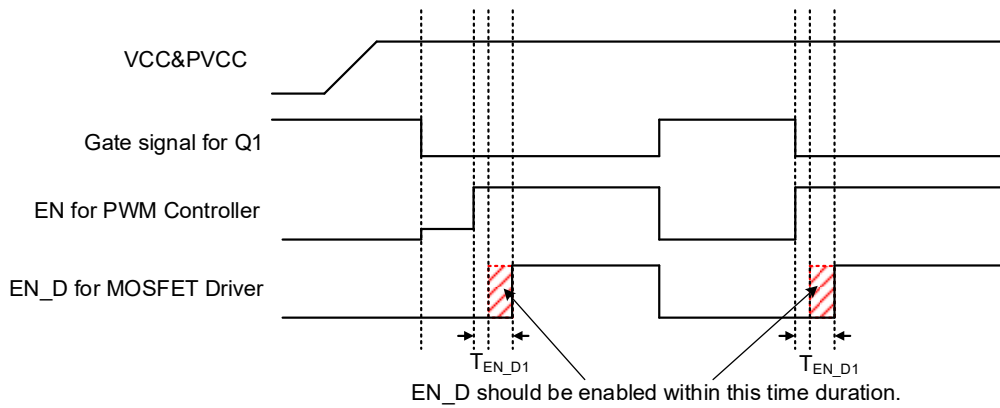 VCC&PVCC
Gate signal for Q1
EN for PWM Controller
EN_D for MOSFET Driver
TEN_D1
TEN_D1
EN_D should be enabled within this time duration.